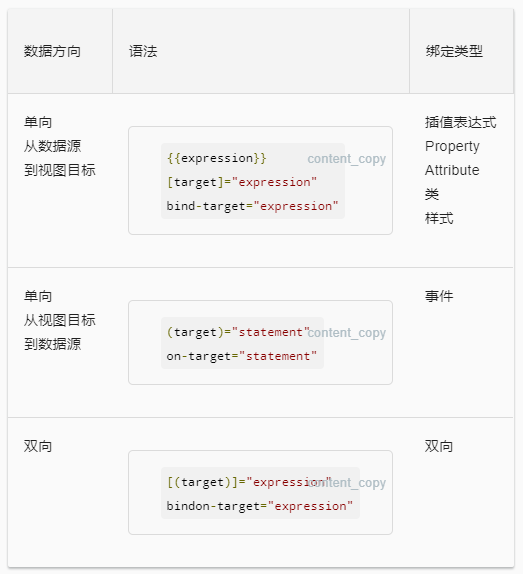 数据方向 语法 绑定类型
单向
从数据源
到视图目标
{{expression}} content_copy
[target]="expression"
bind-target="expression"
插值表达式
Property
Attribute
类
样式
单向
从视图目标
到数据源
(target)="statement" content_copy
on-target="statement"
事件
双向
[(target)]="expression" content_copy
bindon-target="expression"
双向